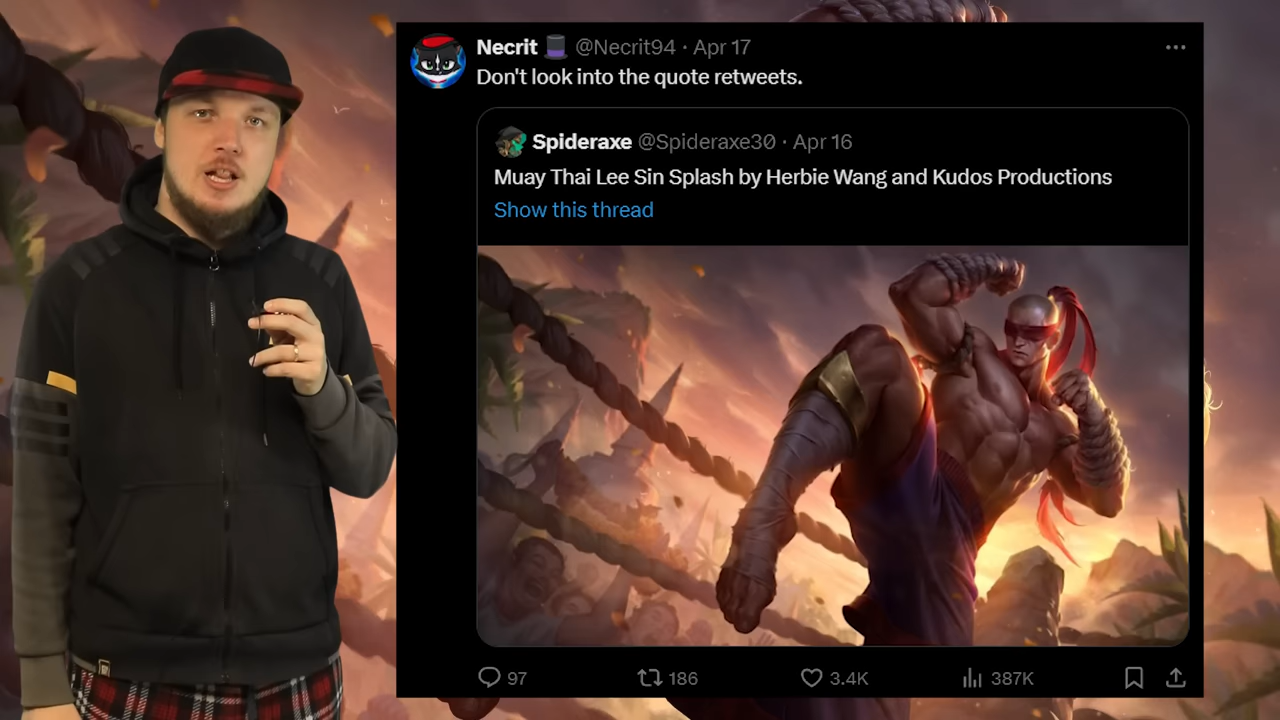 Necrit 🎩 @Necrit94 · Apr 17
Don't look into the quote retweets.
Spideraxe @Spideraxe30 · Apr 16
Muay Thai Lee Sin Splash by Herbie Wang and Kudos Productions
Show this thread
97 186 3.4K 387K